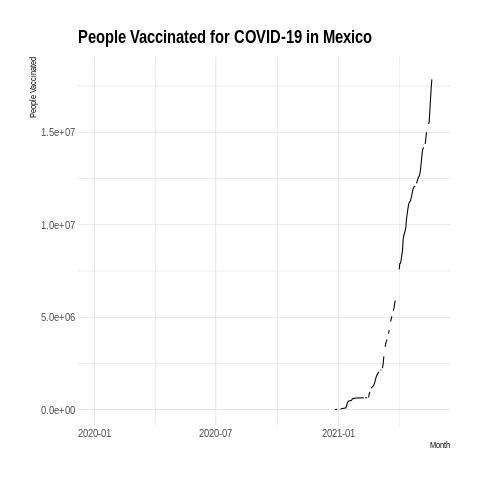 People Vaccinated for COVID-19 in Mexico
People Vaccinated
1.5e+07
1.0e+07
5.0e+06
0.0e+00
2020-01
2020-07
2021-01
Month